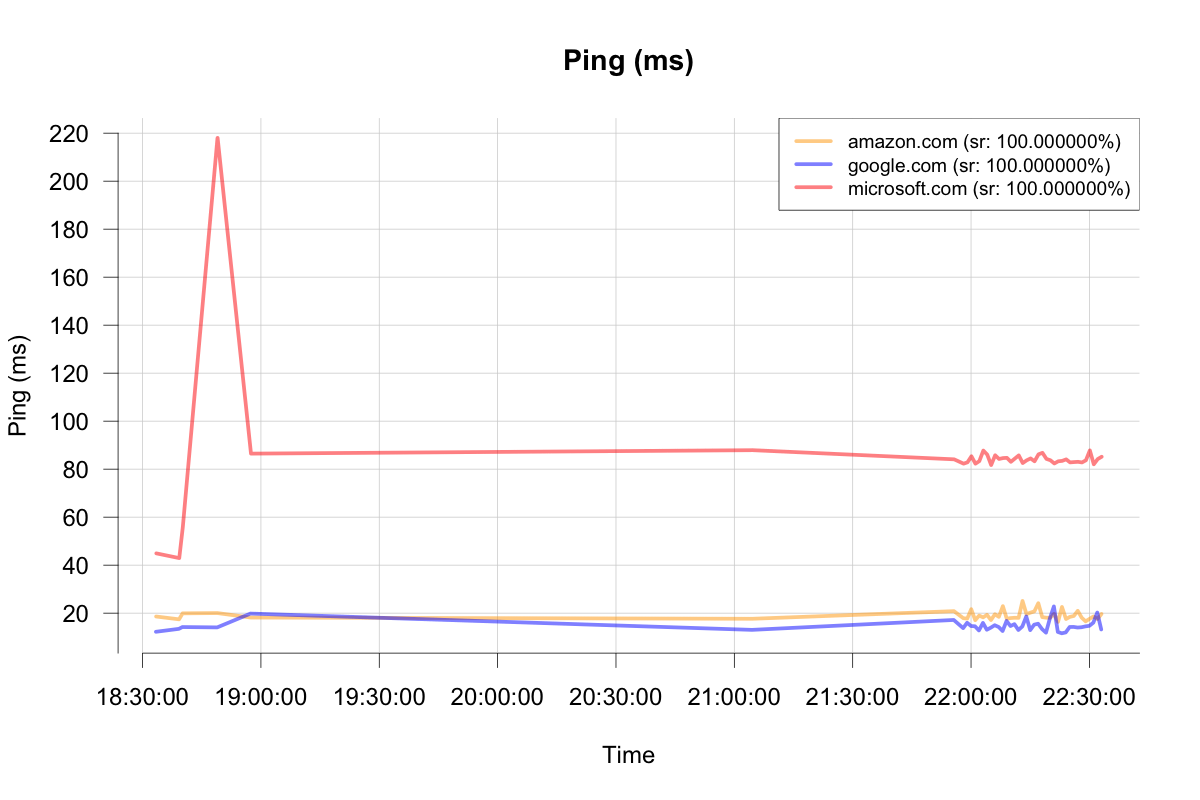 Ping (ms)
amazon.com (sr: 100.000000%)
google.com (sr: 100.000000%)
microsoft.com (sr: 100.000000%)
220
200
180
160
140
120
100
80
60
40
20
Ping (ms)
18:30:00 19:00:00 19:30:00 20:00:00 20:30:00 21:00:00 21:30:00 22:00:00 22:30:00
Time